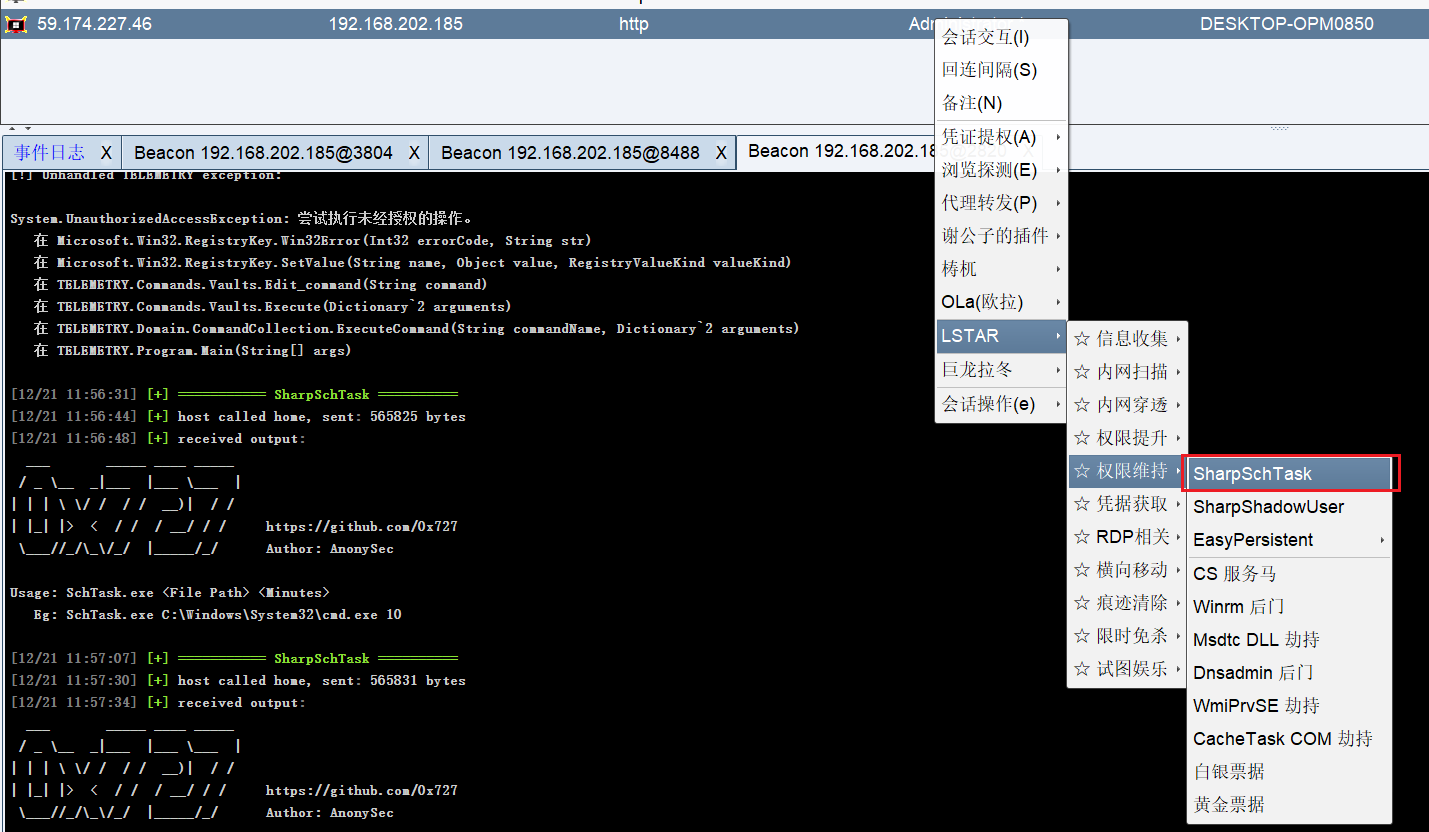 59.174.227.46 192.168.202.185 http DESKTOP-OPM0850
会话交互(I)
回连间隔(S)
备注(N)
凭证提权(A)
浏览探测(E)
代理转发(P)
谢公子的插件
梼杌
OLa(欧拉)
LSTAR
巨龙拉冬
会话操作(e)
☆ 信息收集
☆ 内网扫描
☆ 内网穿透
☆ 权限提升
☆ 权限维持
☆ 凭据获取
☆ RDP相关
☆ 横向移动
☆ 痕迹清除
☆ 限时免杀
☆ 试图娱乐
SharpSchTask
SharpShadowUser
EasyPersistent
CS 服务马
Winrm 后门
Msdtc DLL 劫持
Dnsadmin 后门
WmiPrvSE 劫持
CacheTask COM 劫持
白银票据
黄金票据
事件日志 X Beacon 192.168.202.185@3804 X Beacon 192.168.202.185@8488 X Beacon
[!] Unhandled TELEMETRY exception:
System.UnauthorizedAccessException: 尝试执行未经授权的操作。
在 Microsoft.Win32.RegistryKey.Win32Error(Int32 errorCode, String str)
在 Microsoft.Win32.RegistryKey.SetValue(String name, Object value, RegistryValueKind valueKind)
在 TELEMETRY.Commands.Vaults.Edit_command(String command)
在 TELEMETRY.Commands.Vaults.Execute(Dictionary`2 arguments)
在 TELEMETRY.Domain.CommandCollection.ExecuteCommand(String commandName, Dictionary`2 arguments)
在 TELEMETRY.Program.Main(String[] args)
[12/21 11:56:31] [+] ═══════════ SharpSchTask ══════════
[12/21 11:56:44] [+] host called home, sent: 565825 bytes
[12/21 11:56:48] [+] received output:
https://github.com/0x727
Author: AnonySec
Usage: SchTask.exe <File Path> <Minutes>
Eg: SchTask.exe C:\Windows\System32\cmd.exe 10
[12/21 11:57:07] [+] ═══════════ SharpSchTask ══════════
[12/21 11:57:30] [+] host called home, sent: 565831 bytes
[12/21 11:57:34] [+] received output:
https://github.com/0x727
Author: AnonySec